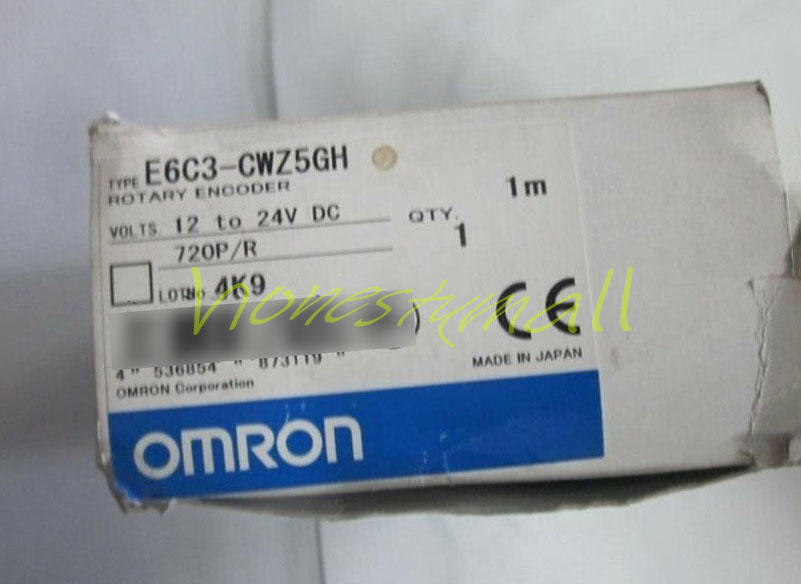 TYPE E6C3-CWZ5GH
ROTARY ENCODER
1m
VOLTS 12 to 24V DC
QTY.
1
720P/R
LOT No. 4K9
honestymall
CE
4" 536854 " 873119 "
MADE IN JAPAN
OMRON Corporation
OMRON